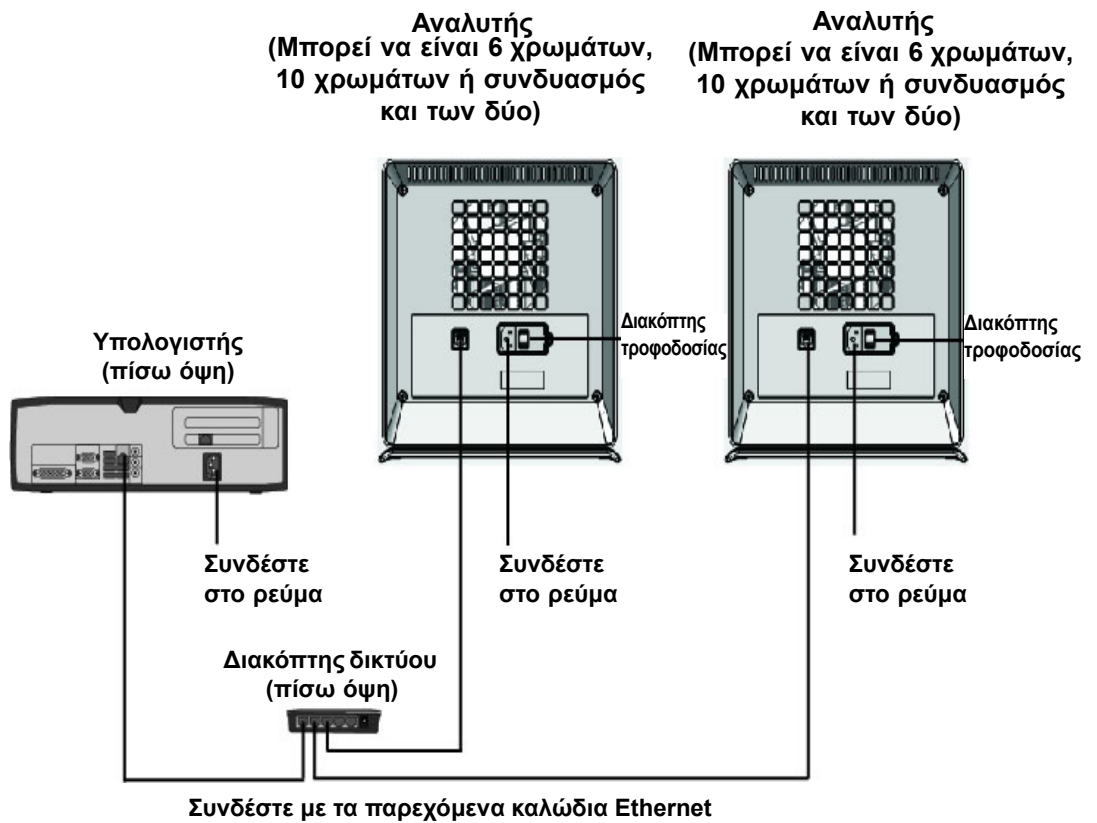 Αναλυτής
(Μπορεί να είναι 6 χρωμάτων,
10 χρωμάτων ή συνδυασμός
και των δύο)
Αναλυτής
(Μπορεί να είναι 6 χρωμάτων,
10 χρωμάτων ή συνδυασμός
και των δύο)
Διακόπτης
τροφοδοσίας
Διακόπτης
τροφοδοσίας
Υπολογιστής
(πίσω όψη)
Συνδέστε
στο ρεύμα
Συνδέστε
στο ρεύμα
Συνδέστε
στο ρεύμα
Διακόπτης δικτύου
(πίσω όψη)
Συνδέστε με τα παρεχόμενα καλώδια Ethernet